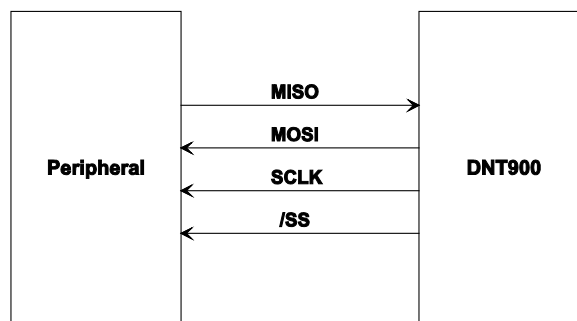 MISO
MOSI
Peripheral
DNT900
SCLK
/SS